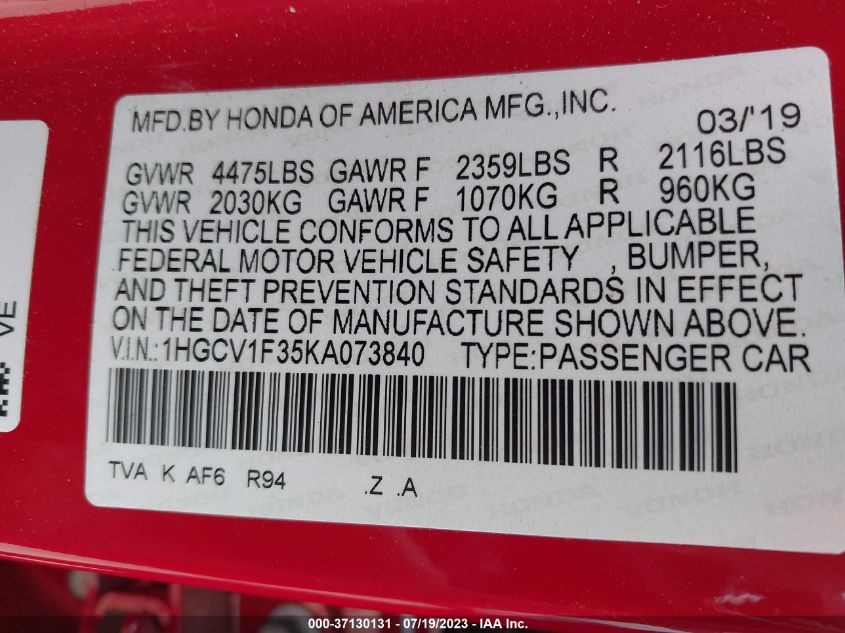 MFD.BY HONDA OF AMERICA MFG.,INC. 03/'19
GVWR 4475LBS GAWR F 2359LBS R 2116LBS
GVWR 2030KG GAWR F 1070KG R 960KG
THIS VEHICLE CONFORMS TO ALL APPLICABLE
FEDERAL MOTOR VEHICLE SAFETY , BUMPER,
AND THEFT PREVENTION STANDARDS IN EFFECT
ON THE DATE OF MANUFACTURE SHOWN ABOVE.
V.I.N.:1HGCV1F35KA073840 TYPE:PASSENGER CAR
TVA K AF6 R94 .Z .A
VE
000-37130131 - 07/19/2023 - © IAA, Inc.